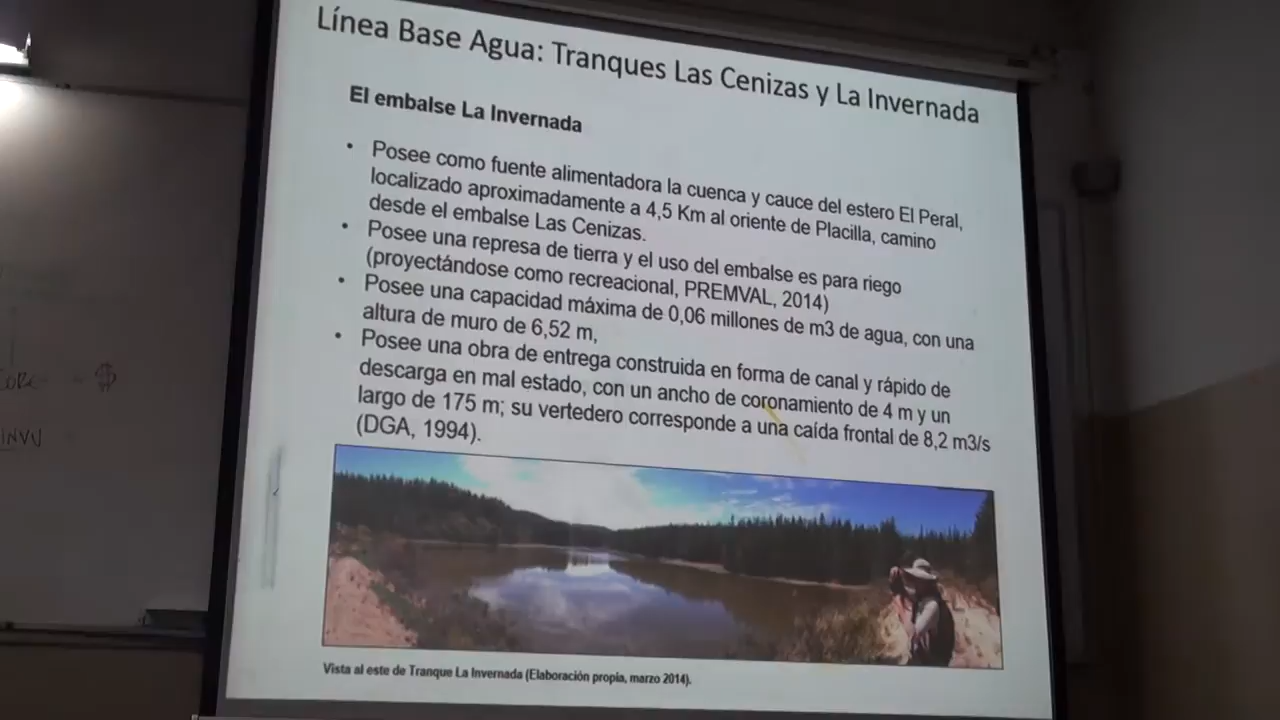 Línea Base Agua: Tranques Las Cenizas y La Invernada
El embalse La Invernada
• Posee como fuente alimentadora la cuenca y cauce del estero El Peral,
localizado aproximadamente a 4,5 Km al oriente de Placilla, camino
desde el embalse Las Cenizas.
• Posee una represa de tierra y el uso del embalse es para riego
(proyectándose como recreacional, PREMVAL, 2014)
• Posee una capacidad máxima de 0,06 millones de m3 de agua, con una
altura de muro de 6,52 m,
• Posee una obra de entrega construida en forma de canal y rápido de
descarga en mal estado, con un ancho de coronamiento de 4 m y un
largo de 175 m; su vertedero corresponde a una caída frontal de 8,2 m3/s
(DGA, 1994).
Vista al este de Tranque La Invernada (Elaboración propia, marzo 2014).
$